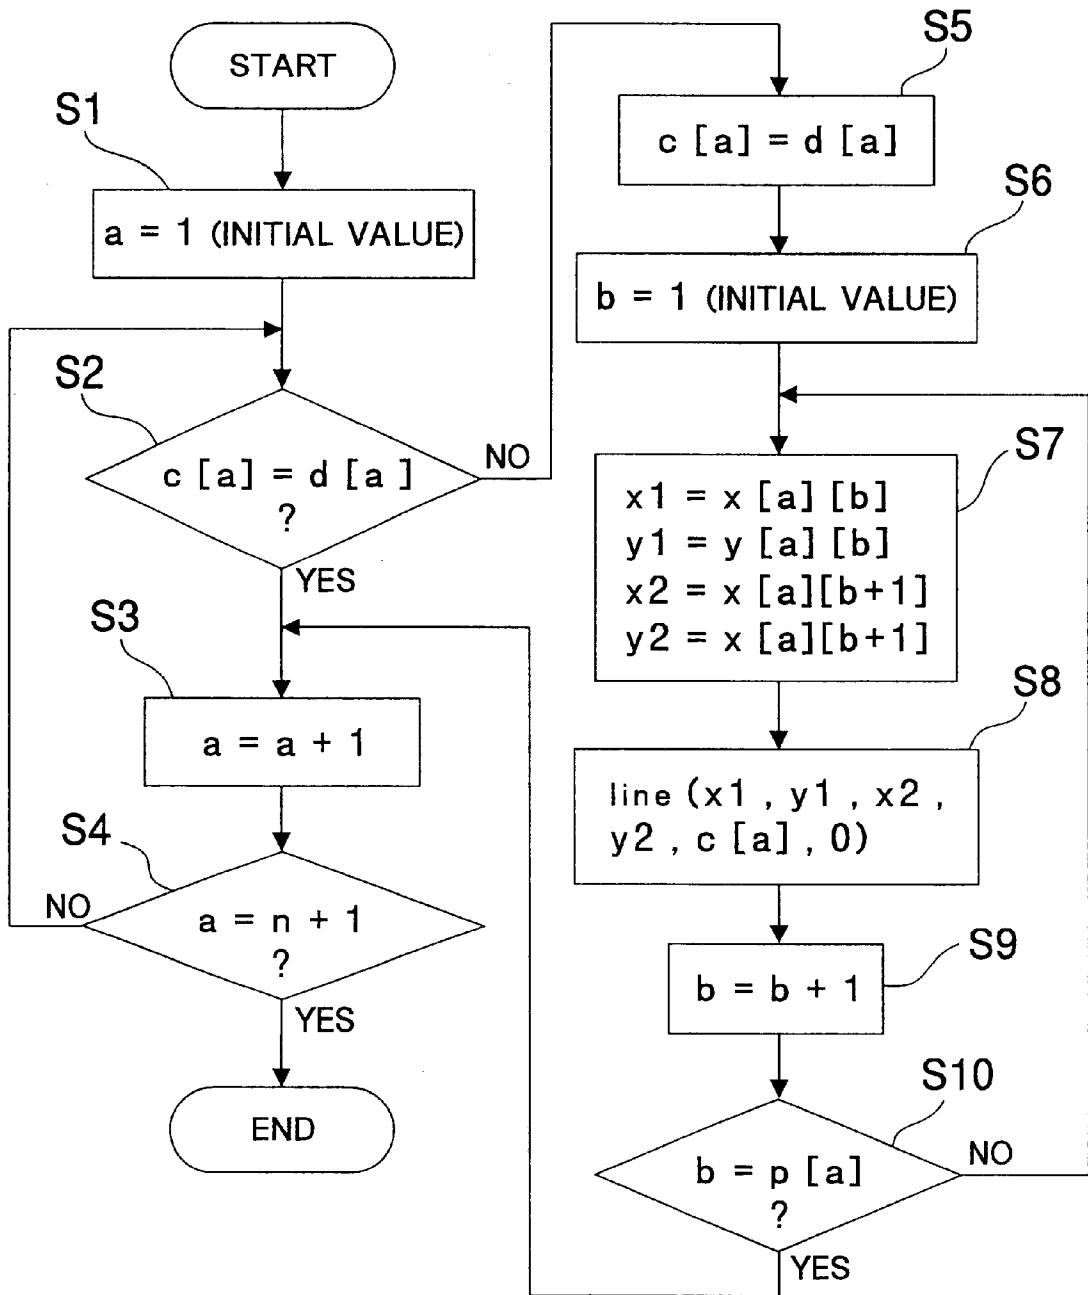 START
S1
a = 1 (INITIAL VALUE)
S2
c [a] = d [a]
?
NO
YES
S3
a = a + 1
S4
a = n + 1
?
NO
YES
END
S5
c [a] = d [a]
S6
b = 1 (INITIAL VALUE)
S7
x1 = x [a] [b]
y1 = y [a] [b]
x2 = x [a][b+1]
y2 = x [a][b+1]
S8
line (x1 , y1 , x2 ,
y2 , c [a] , 0)
S9
b = b + 1
S10
b = p [a]
?
NO
YES